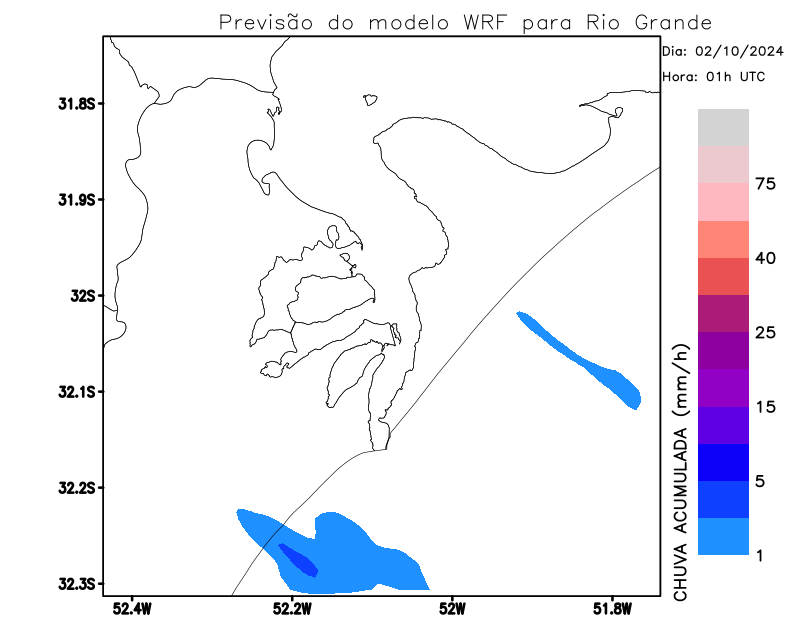 Previsão do modelo WRF para Rio Grande
Dia: 02/10/2024
Hora: 01h UTC
31.8S
31.9S
32S
32.1S
32.2S
32.3S
52.4W
52.2W
52W
51.8W
75
40
25
15
5
1
CHUVA ACUMULADA (mm/h)